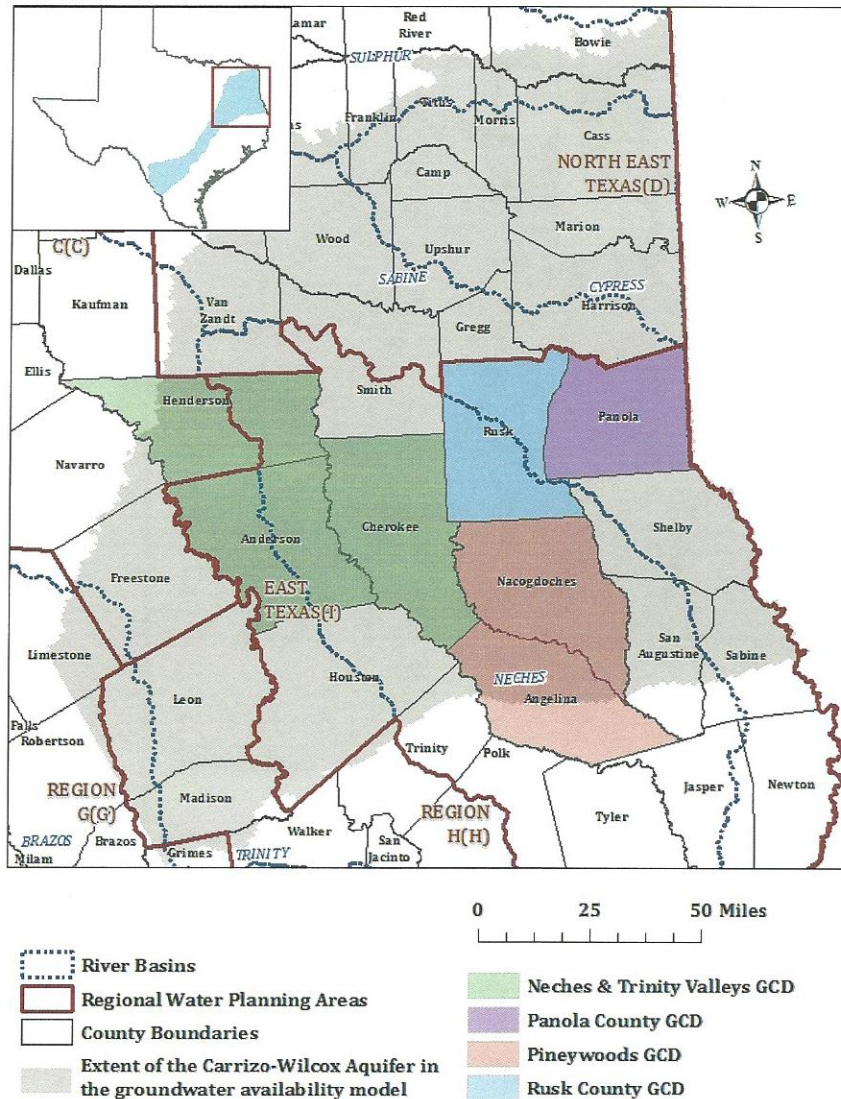 amar
Red
River
Bowie
SULPHUR
Titus
Franklin
Morris
as
Cass
Camp
NORTH EAST
TEXAS(D)
N
W
E
S
Marion
Wood
Upshur
C(C)
Dallas
SABINE
CYPRESS
Harrison
Kaufman
Van
Zandt
Gregg
Ellis
Smith
Henderson
Rusk
Panola
Navarro
Shelby
Anderson
Cherokee
Freestone
Nacogdoches
EAST
TEXAS(I)
San
Augustine
Sabine
Limestone
Houston
NECHES
Angelina
Leon
Falls
Robertson
Trinity
Polk
Jasper
Newton
REGION
G(G)
Madison
Tyler
REGION
H(H)
Walker
San
Jacinto
BRAZOS
Brazos
Milam
Grimes
TRINITY
0 25 50 Miles
River Basins
Regional Water Planning Areas
County Boundaries
Extent of the Carrizo-Wilcox Aquifer in
the groundwater availability model
Neches & Trinity Valleys GCD
Panola County GCD
Pineywoods GCD
Rusk County GCD